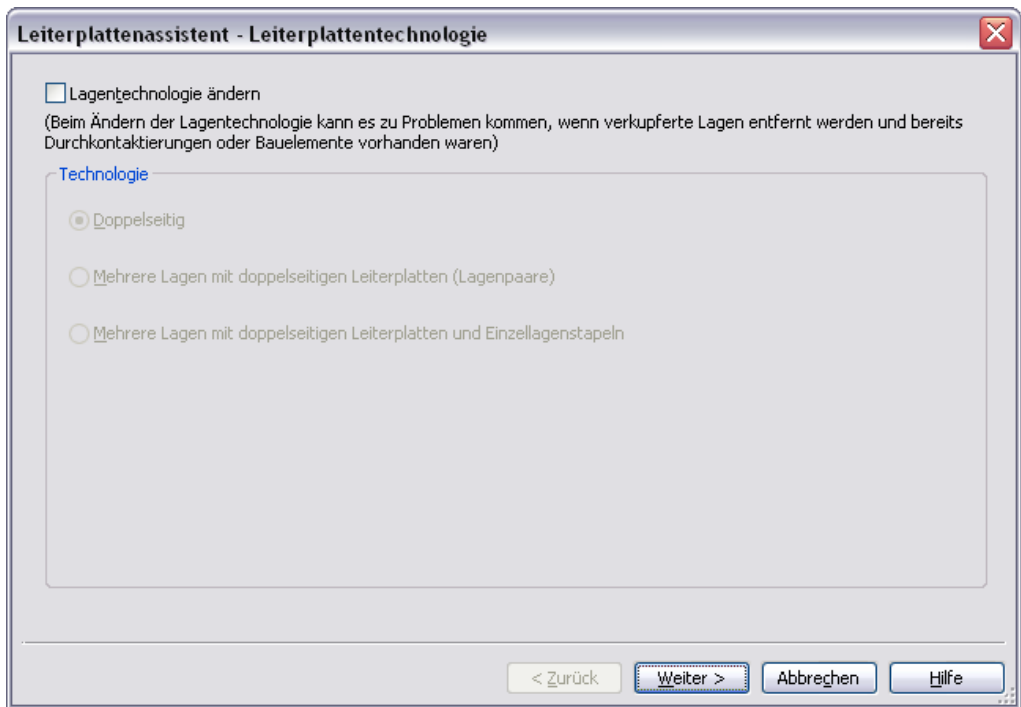 Leiterplattenassistent - Leiterplattentechnologie
Lagentechnologie ändern
(Beim Ändern der Lagentechnologie kann es zu Problemen kommen, wenn verkupferte Lagen entfernt werden und bereits
Durchkontaktierungen oder Bauelemente vorhanden waren)
Technologie
Doppelseitig
Mehrere Lagen mit doppelseitigen Leiterplatten (Lagenpaare)
Mehrere Lagen mit doppelseitigen Leiterplatten und Einzellagenstapeln
< Zurück Weiter > Abbrechen Hilfe